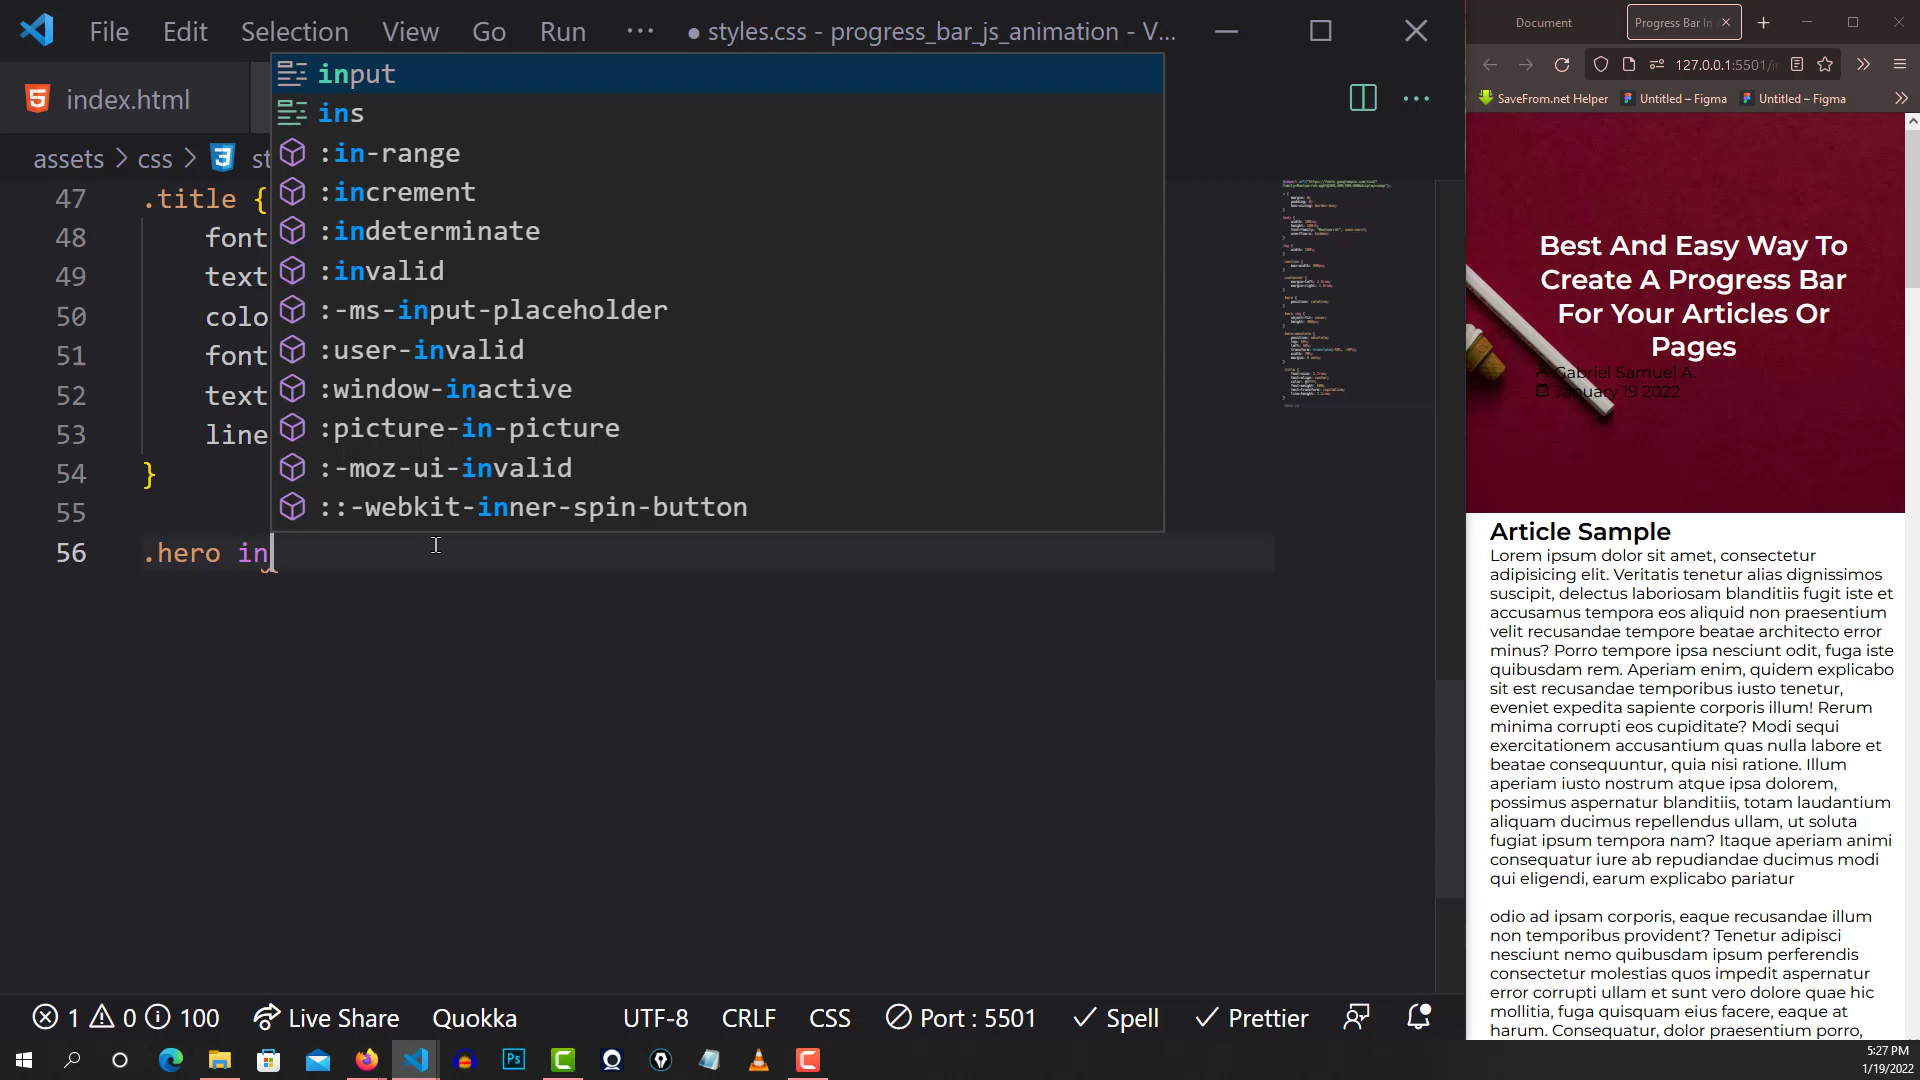 File Edit Selection View Go Run ··· ● styles.css - progress_bar_js_animation - V...
index.html
assets > css > st
47 .title {
48 font
49 text
50 colo
51 font
52 text
53 line
54 }
55
56 .hero in
input
ins
:in-range
:increment
:indeterminate
:invalid
:-ms-input-placeholder
:user-invalid
:window-inactive
:picture-in-picture
:-moz-ui-invalid
::-webkit-inner-spin-button
1 0 100 Live Share Quokka UTF-8 CRLF CSS Port : 5501 Spell Prettier
Document
Progress Bar In
127.0.0.1:5501/i
SaveFrom.net Helper Untitled – Figma Untitled – Figma
Best And Easy Way To
Create A Progress Bar
For Your Articles Or
Pages
Gabriel Samuel A.
January 19 2022
Article Sample
Lorem ipsum dolor sit amet, consectetur
adipisicing elit. Veritatis tenetur alias dignissimos
suscipit, delectus laboriosam blanditiis fugit iste et
accusamus tempora eos aliquid non praesentium
velit recusandae tempore beatae architecto error
minus? Porro tempore ipsa nesciunt odit, fuga iste
quibusdam rem. Aperiam enim, quidem explicabo
sit est recusandae temporibus iusto tenetur,
eveniet expedita sapiente corporis illum! Rerum
minima corrupti eos cupiditate? Modi sequi
exercitationem accusantium quas nulla labore et
beatae consequuntur, quia nisi ratione. Illum
aperiam iusto nostrum atque ipsa dolorem,
possimus aspernatur blanditiis, totam laudantium
aliquam ducimus repellendus ullam, ut soluta
fugiat ipsum tempora nam? Itaque aperiam animi
consequatur iure ab repudiandae ducimus modi
qui eligendi, earum explicabo pariatur
odio ad ipsam corporis, eaque recusandae illum
non temporibus provident? Tenetur adipisci
nesciunt nemo quibusdam ipsum perferendis
consectetur molestias quos impedit aspernatur
error corrupti ullam et sunt vero dolore quae hic
mollitia, fuga quisquam eius facere, eaque at
harum. Consequatur, dolor praesentium porro,
Ps
5:27 PM
1/19/2022